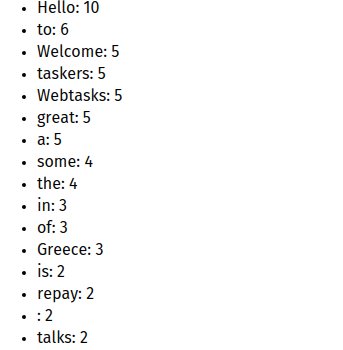 Hello: 10
to: 6
Welcome: 5
taskers: 5
Webtasks: 5
great: 5
a: 5
some: 4
the: 4
in: 3
of: 3
Greece: 3
is: 2
repay: 2
: 2
talks: 2